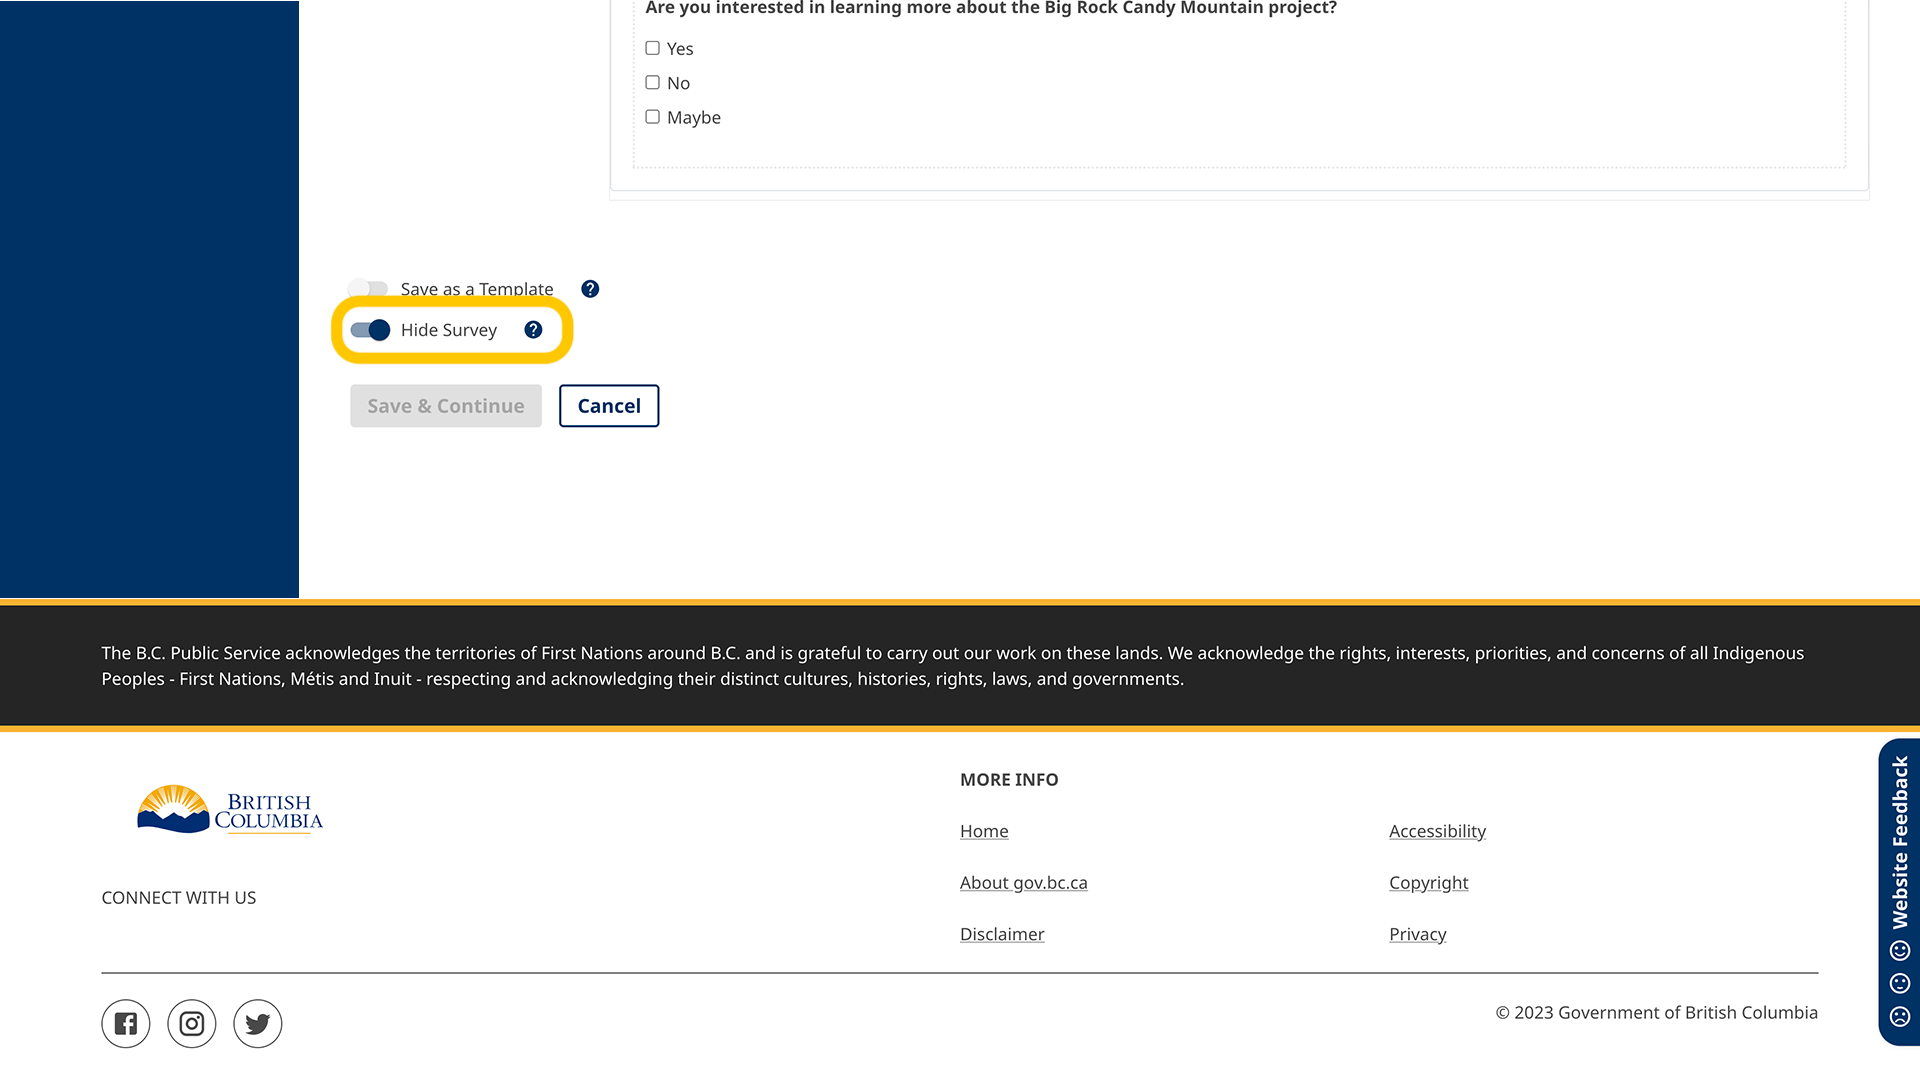 Are you interested in learning more about the Big Rock Candy Mountain project?
Yes
No
Maybe
Save as a Template ?
Hide Survey ?
Save & Continue
Cancel
The B.C. Public Service acknowledges the territories of First Nations around B.C. and is grateful to carry out our work on these lands. We acknowledge the rights, interests, priorities, and concerns of all Indigenous
Peoples - First Nations, Métis and Inuit - respecting and acknowledging their distinct cultures, histories, rights, laws, and governments.
BRITISH
COLUMBIA
CONNECT WITH US
MORE INFO
Home
Accessibility
About gov.bc.ca
Copyright
Disclaimer
Privacy
© 2023 Government of British Columbia
Website Feedback